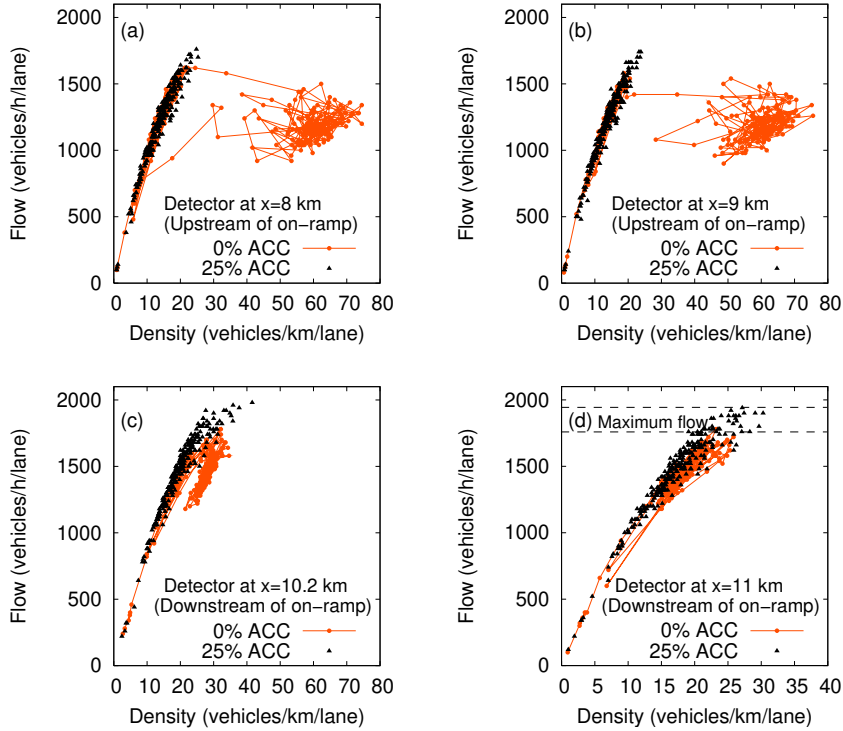 (a)
Flow (vehicles/h/lane)
2000
1500
1000
500
0
Detector at x=8 km
(Upstream of on−ramp)
0% ACC
25% ACC
0 10 20 30 40 50 60 70 80
Density (vehicles/km/lane)
(b)
Flow (vehicles/h/lane)
2000
1500
1000
500
0
Detector at x=9 km
(Upstream of on−ramp)
0% ACC
25% ACC
0 10 20 30 40 50 60 70 80
Density (vehicles/km/lane)
(c)
Flow (vehicles/h/lane)
2000
1500
1000
500
0
Detector at x=10.2 km
(Downstream of on−ramp)
0% ACC
25% ACC
0 10 20 30 40 50 60 70 80
Density (vehicles/km/lane)
(d) Maximum flow
Flow (vehicles/h/lane)
2000
1500
1000
500
0
Detector at x=11 km
(Downstream of on−ramp)
0% ACC
25% ACC
0 5 10 15 20 25 30 35 40
Density (vehicles/km/lane)